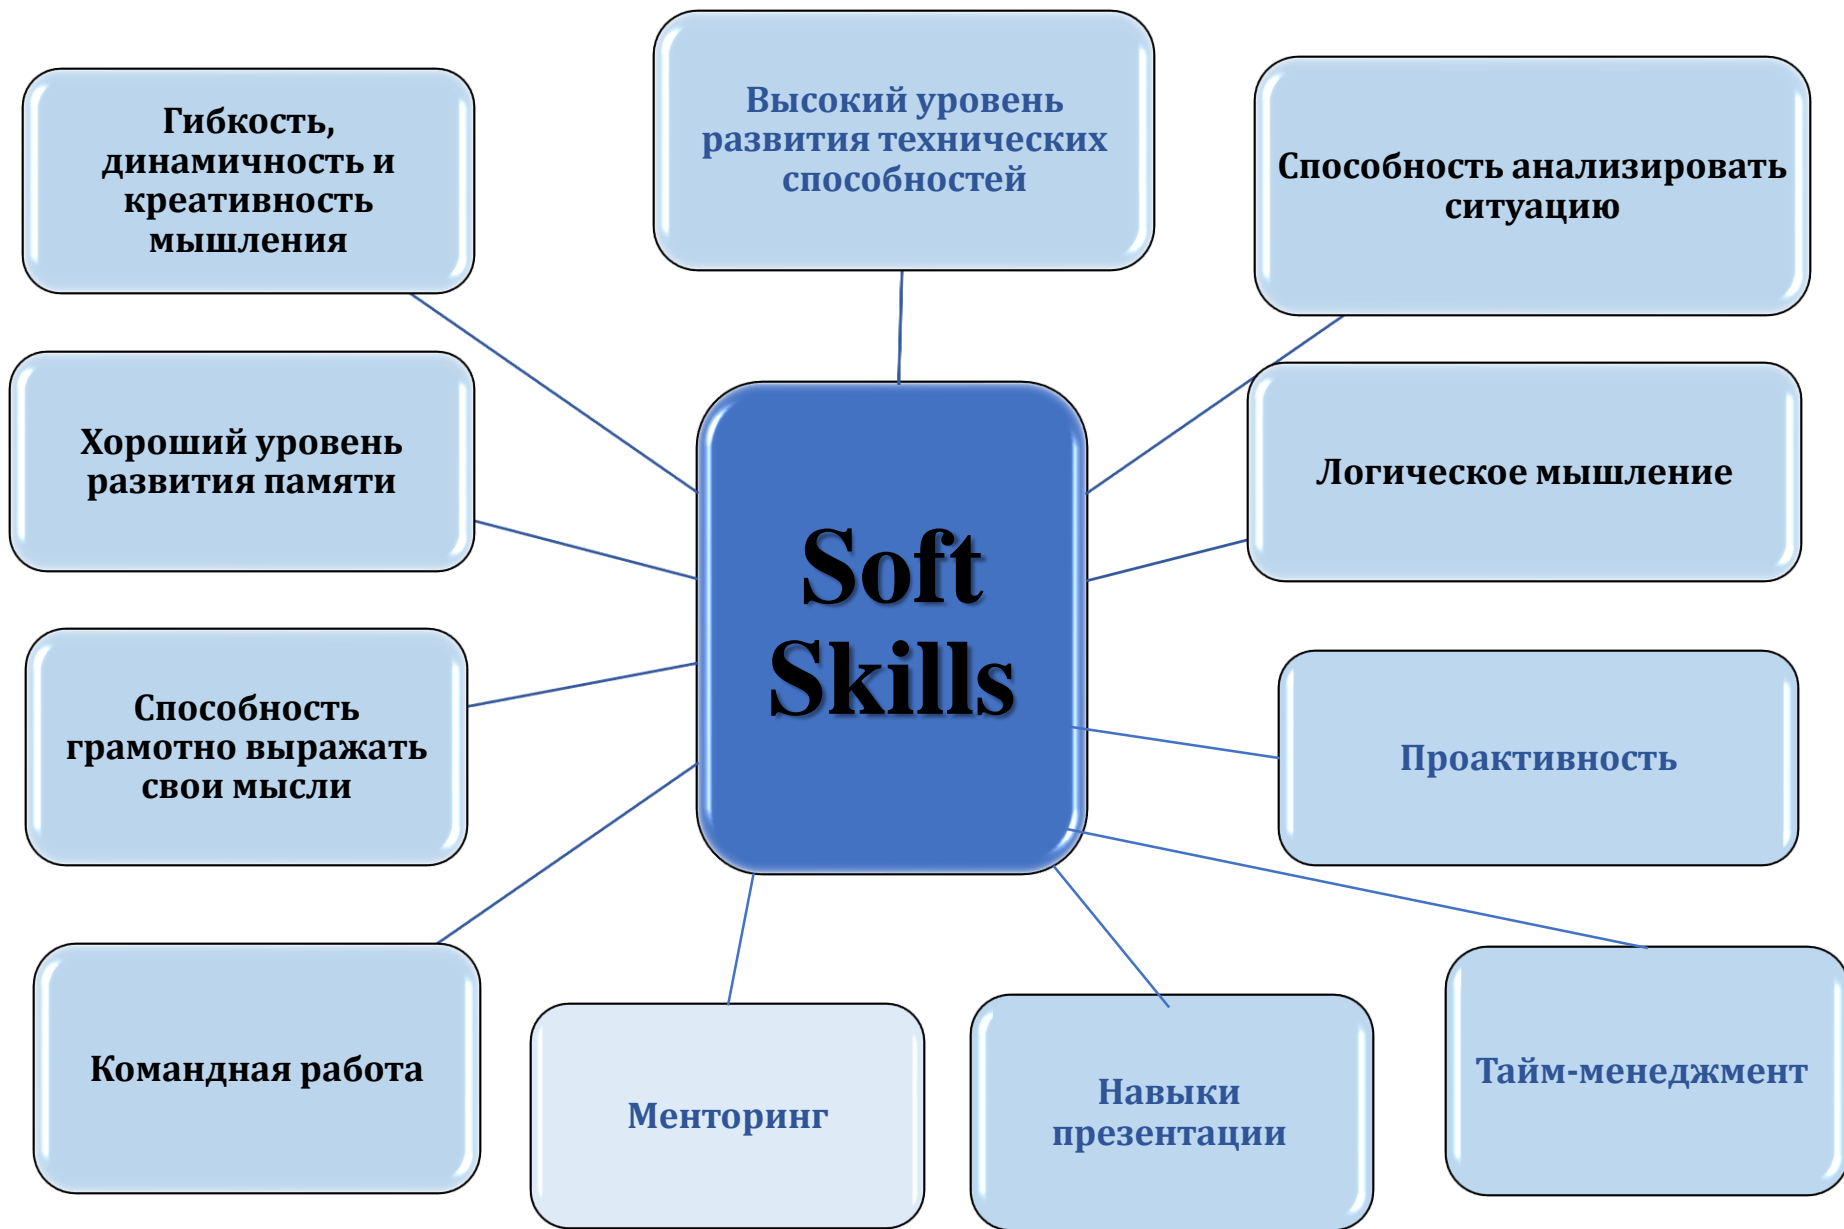 Гибкость,
динамичность и
креативность
мышления
Высокий уровень
развития технических
способностей
Способность анализировать
ситуацию
Хороший уровень
развития памяти
Логическое мышление
Soft
Skills
Способность
грамотно выражать
свои мысли
Проактивность
Командная работа
Менторинг
Навыки
презентации
Тайм-менеджмент